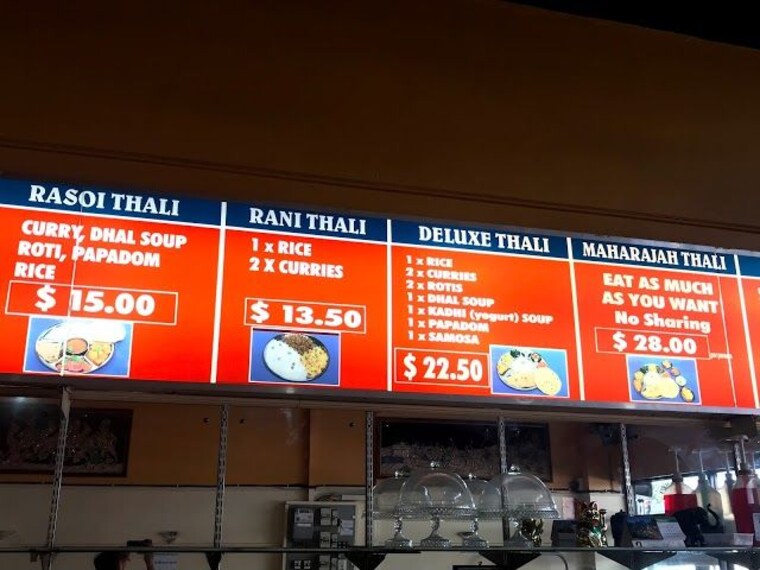 RASOI THALI
CURRY, DHAL SOUP
ROTI, PAPADOM
RICE
$ 15.00
RANI THALI
1 x RICE
2 X CURRIES
$ 13.50
DELUXE THALI
1 x RICE
2 x CURRIES
2 x ROTIS
1 x DHAL SOUP
1 x KADHI (yogurt) SOUP
1 x PAPADOM
1 x SAMOSA
$ 22.50
MAHARAJAH THALI
EAT AS MUCH
AS YOU WANT
No Sharing
$ 28.00